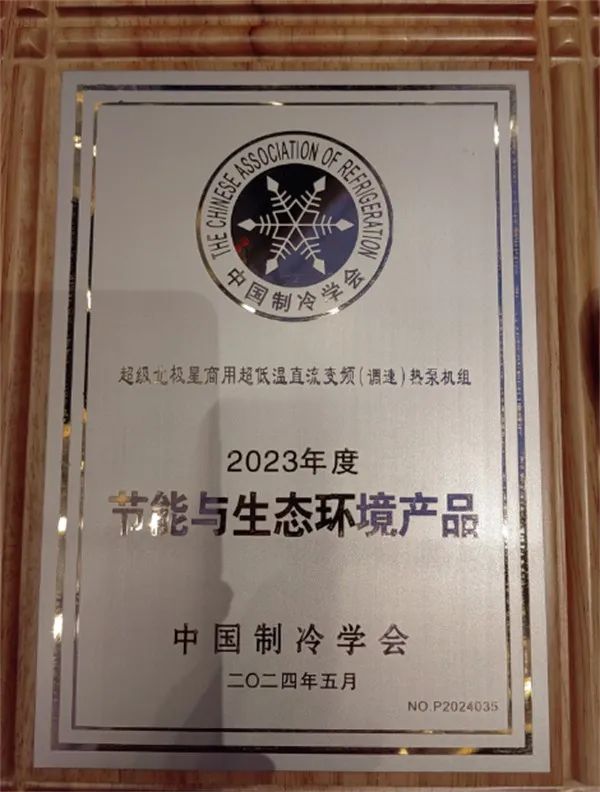 THE CHINESE ASSOCIATION OF REFRIGERATION
中国制冷学会
超级北极星商用超低温直流变频(调速)热泵机组
2023年度
节能与生态环境产品
中国制冷学会
二〇二四年五月
NO.P2024035